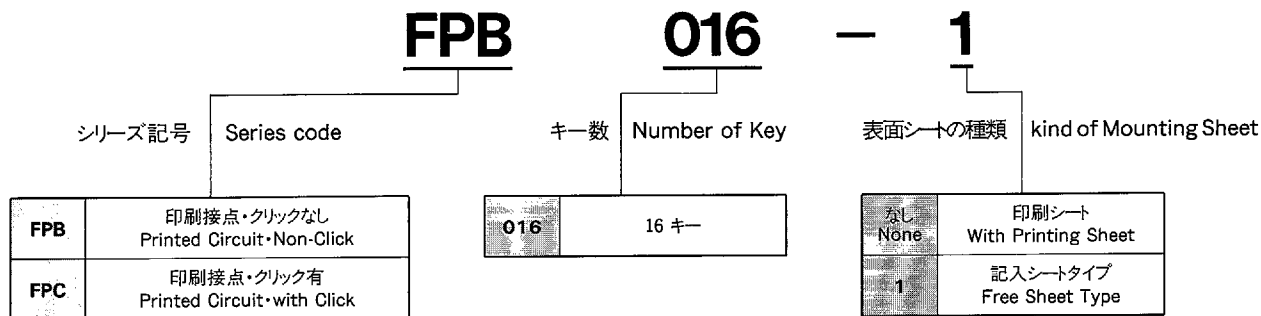 FPB 016 - 1
シリーズ記号 Series code
キー数 Number of Key
表面シートの種類 kind of Mounting Sheet
FPB 印刷接点・クリックなし
Printed Circuit・Non-Click
FPC 印刷接点・クリック有
Printed Circuit・with Click
016 16 キー
なし
None
印刷シート
With Printing Sheet
1 記入シートタイプ
Free Sheet Type